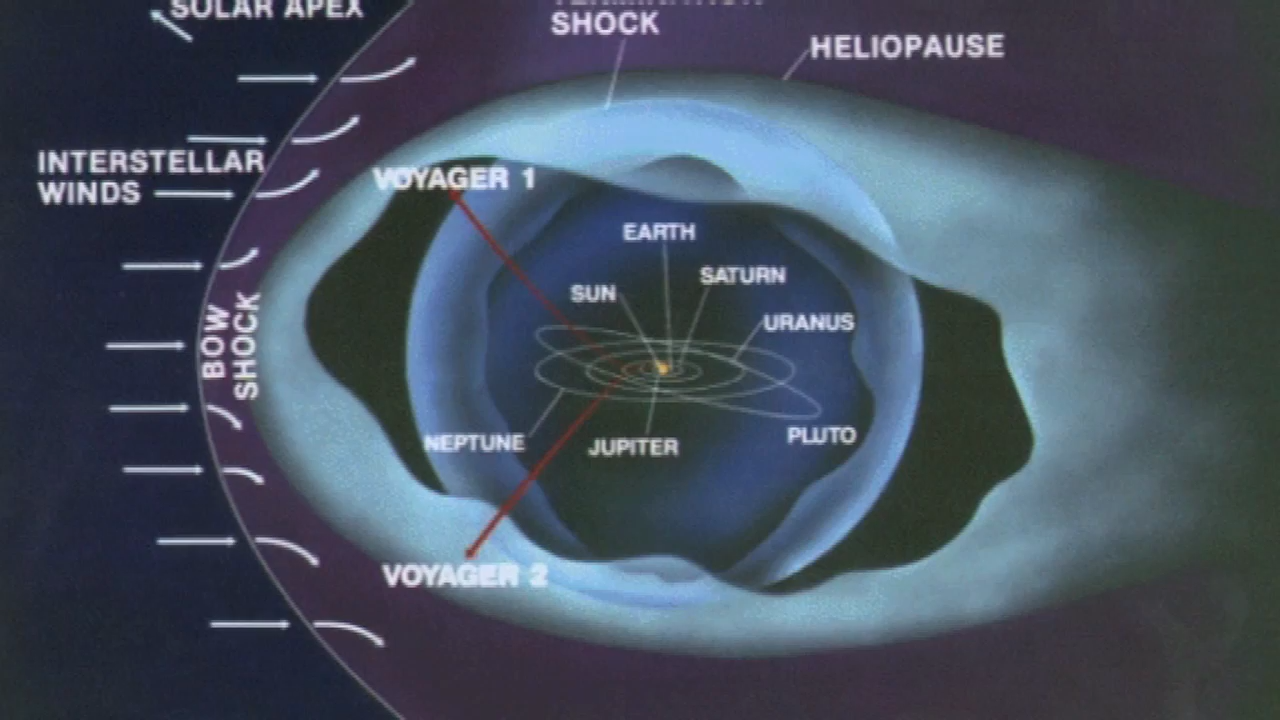 SOLAR APEX
SHOCK
HELIOPAUSE
INTERSTELLAR
WINDS
VOYAGER 1
EARTH
SATURN
SUN
URANUS
BOW
SHOCK
NEPTUNE
JUPITER
PLUTO
VOYAGER 2